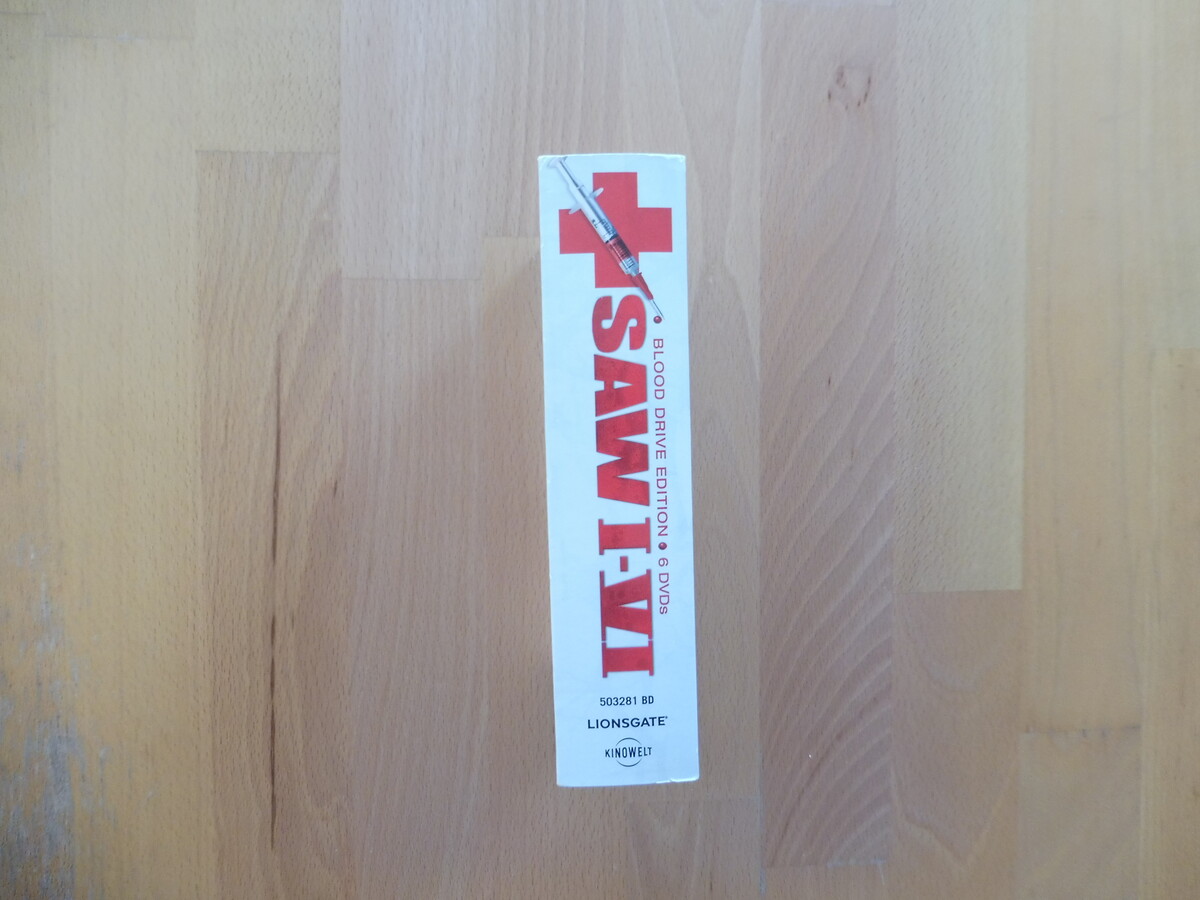 SAW I-VI
BLOOD DRIVE EDITION • 6 DVDs
503281 BD
LIONSGATE®
KINOWELT